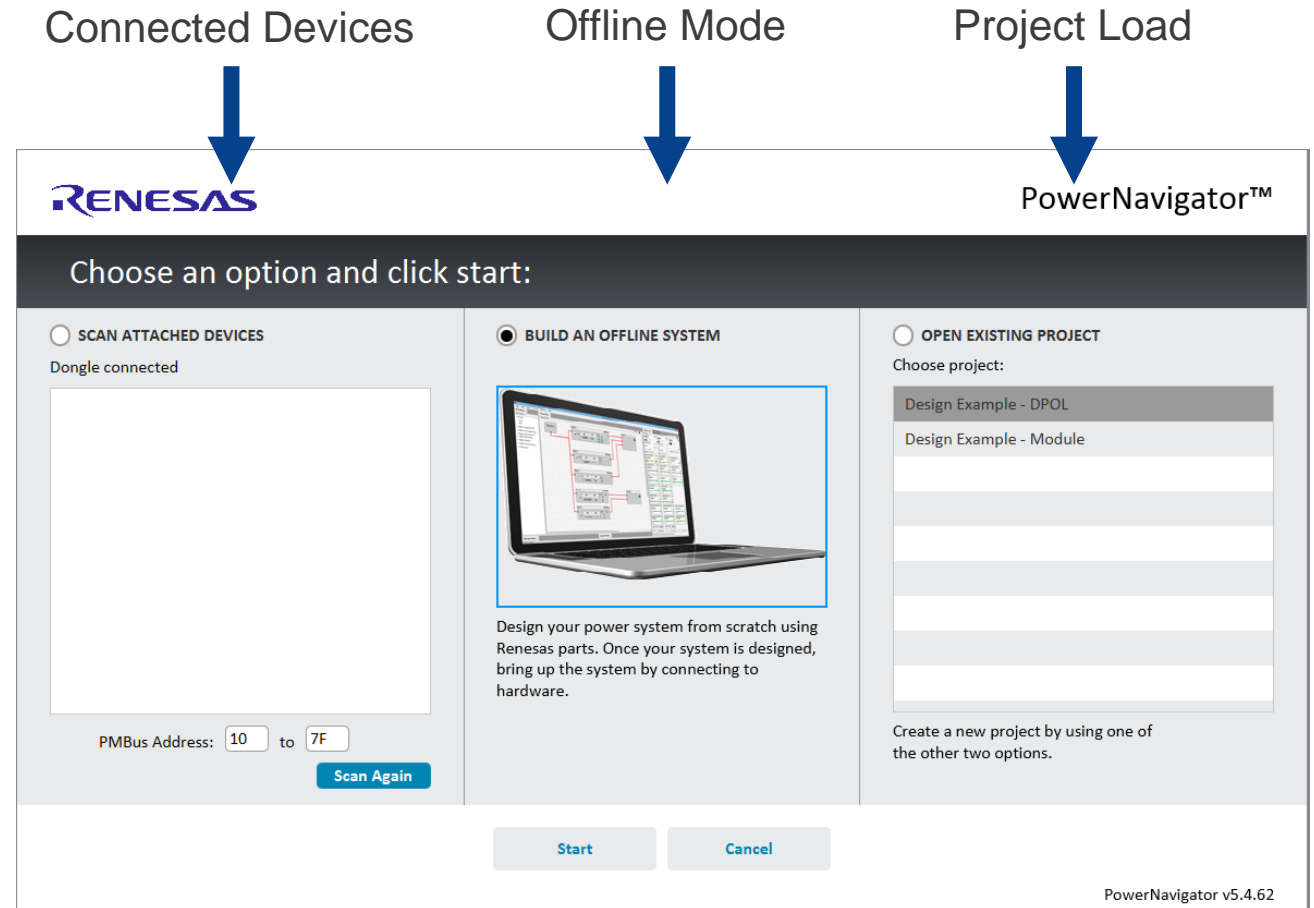 Connected Devices
Offline Mode
Project Load
RENESAS
PowerNavigator™
Choose an option and click start:
SCAN ATTACHED DEVICES
Dongle connected
PMBus Address: 10 to 7F
Scan Again
BUILD AN OFFLINE SYSTEM
Design your power system from scratch using
Renesas parts. Once your system is designed,
bring up the system by connecting to
hardware.
OPEN EXISTING PROJECT
Choose project:
Design Example - DPOL
Design Example - Module
Create a new project by using one of
the other two options.
Start
Cancel
PowerNavigator v5.4.62